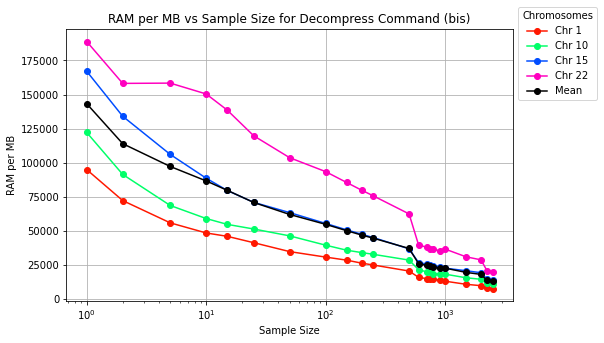 RAM per MB vs Sample Size for Decompress Command (bis)
Chromosomes
Chr 1
Chr 10
Chr 15
Chr 22
Mean
RAM per MB
175000
150000
125000
100000
75000
50000
25000
0
10⁰
10¹
10²
10³
Sample Size